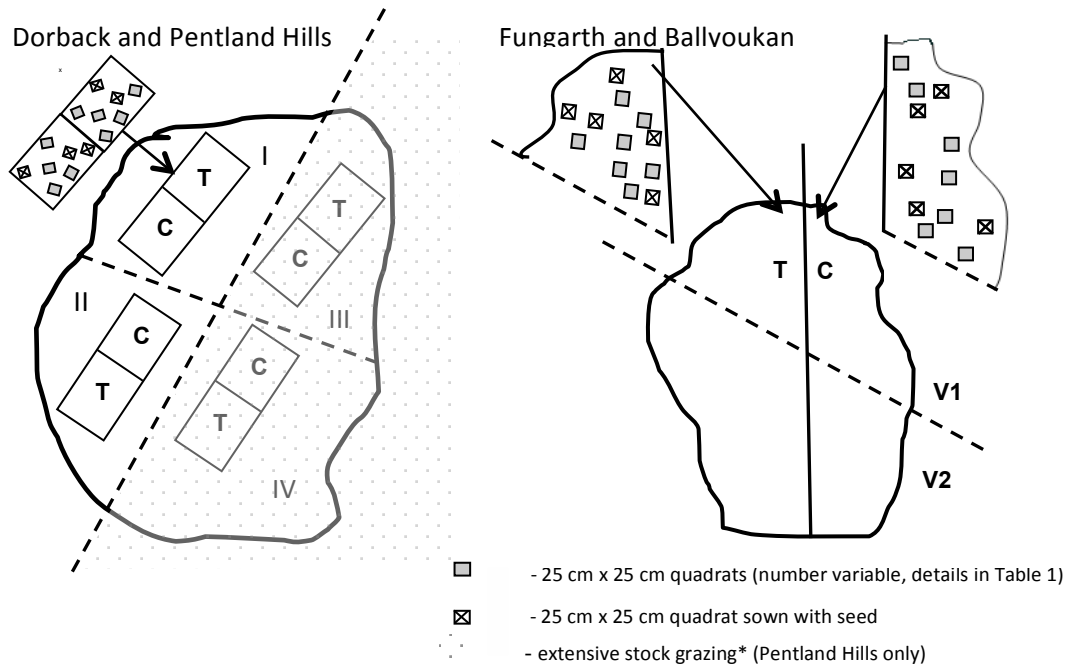 Dorback and Pentland Hills
Fungarth and Ballyoukan
I
T
C
T
C
II
III
C
T
C
T
IV
T
C
V1
V2
- 25 cm x 25 cm quadrats (number variable, details in Table 1)
- 25 cm x 25 cm quadrat sown with seed
- extensive stock grazing* (Pentland Hills only)